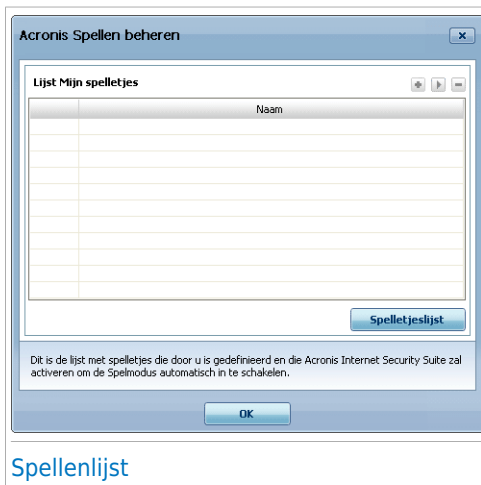 Acronis Spellen beheren
Lijst Mijn spelletjes
Naam
Spelletjeslijst
Dit is de lijst met spelletjes die door u is gedefinieerd en die Acronis Internet Security Suite zal
activeren om de Spelmodus automatisch in te schakelen.
OK
Spellenlijst